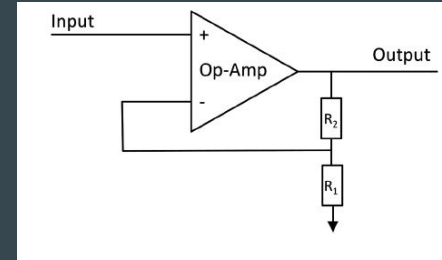 Input
+
Output
Op-Amp
-
R₂
R₁